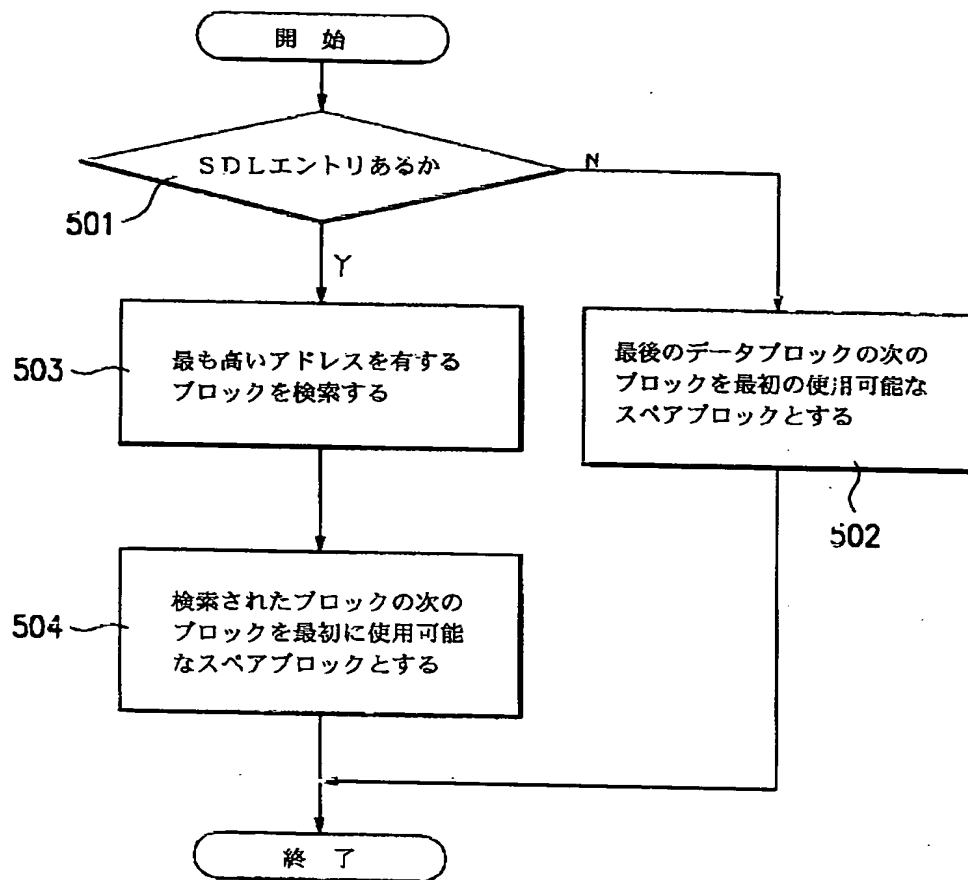 開始
SDLエントリあるか
N
501
Y
503
最も高いアドレスを有する
ブロックを検索する
最後のデータブロックの次の
ブロックを最初の使用可能な
スペアブロックとする
502
504
検索されたブロックの次の
ブロックを最初に使用可能
なスペアブロックとする
終了